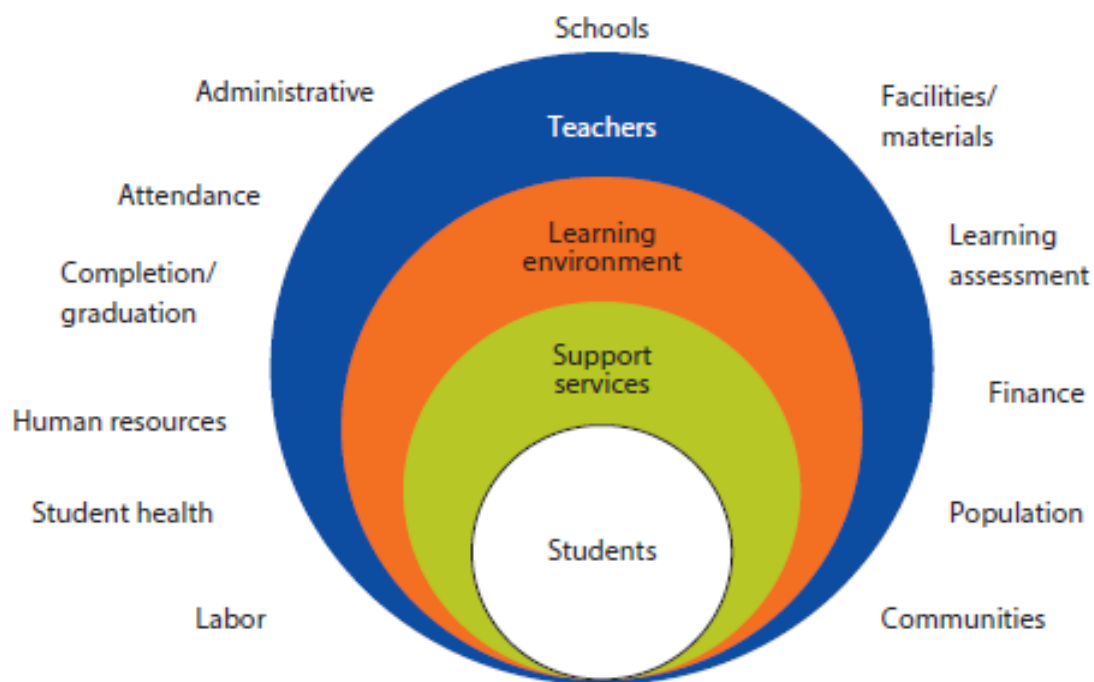 Schools
Administrative
Facilities/
materials
Teachers
Attendance
Learning
environment
Learning
assessment
Completion/
graduation
Support
services
Finance
Human resources
Student health
Population
Students
Labor
Communities